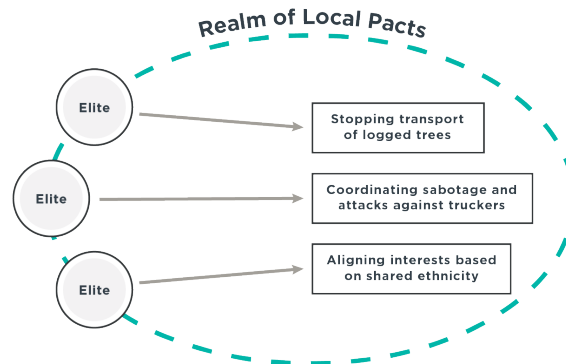 Realm of Local Pacts
Elite
Stopping transport
of logged trees
Elite
Coordinating sabotage and
attacks against truckers
Elite
Aligning interests based
on shared ethnicity